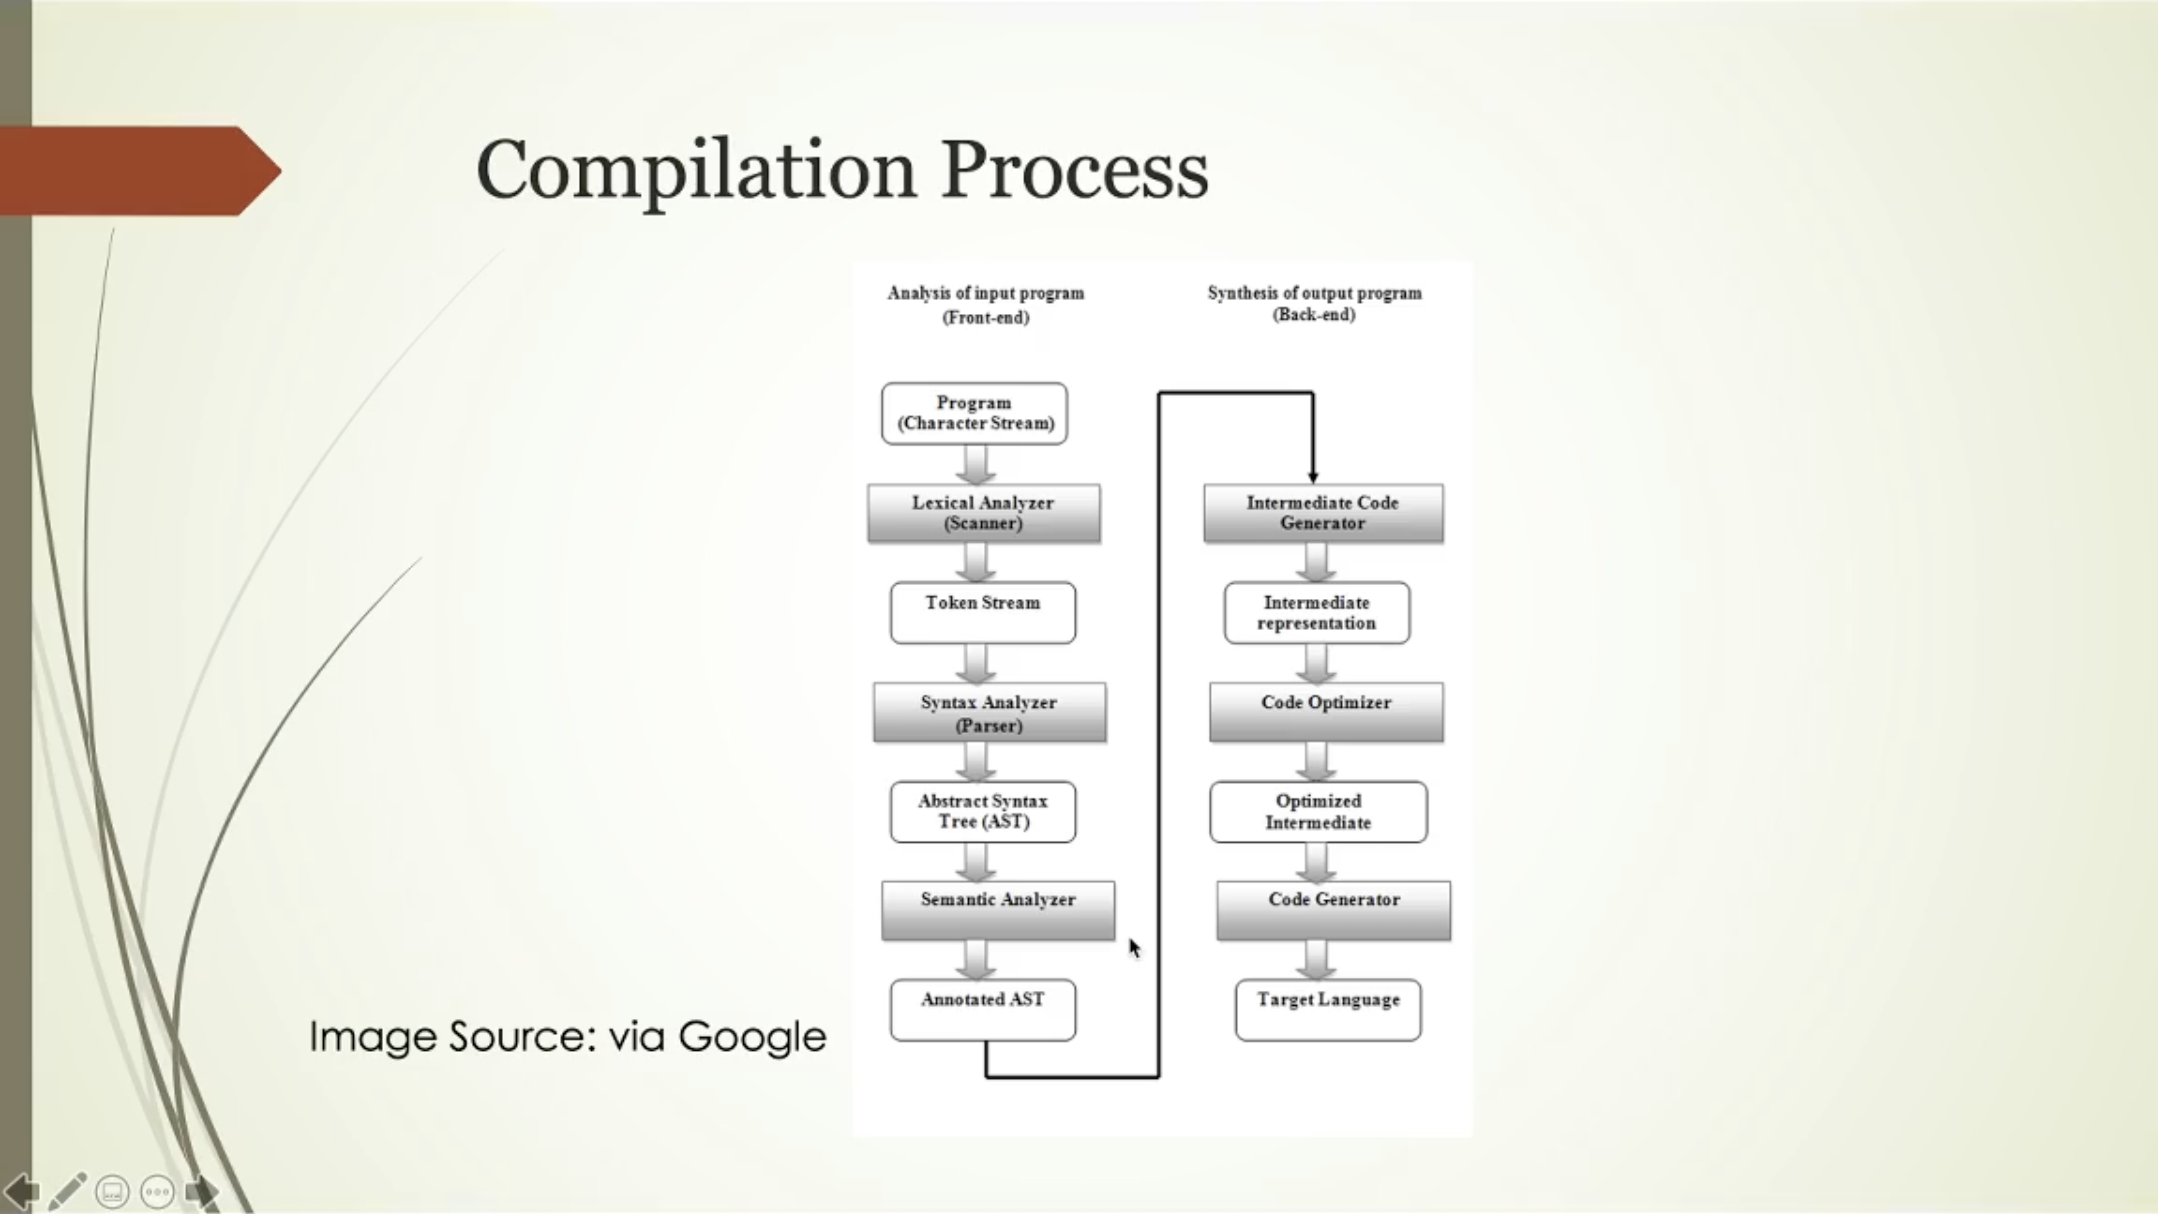 Compilation Process
Analysis of input program
(Front-end)
Program
(Character Stream)
Lexical Analyzer
(Scanner)
Token Stream
Syntax Analyzer
(Parser)
Abstract Syntax
Tree (AST)
Semantic Analyzer
Annotated AST
Synthesis of output program
(Back-end)
Intermediate Code
Generator
Intermediate
representation
Code Optimizer
Optimized
Intermediate
Code Generator
Target Language
Image Source: via Google